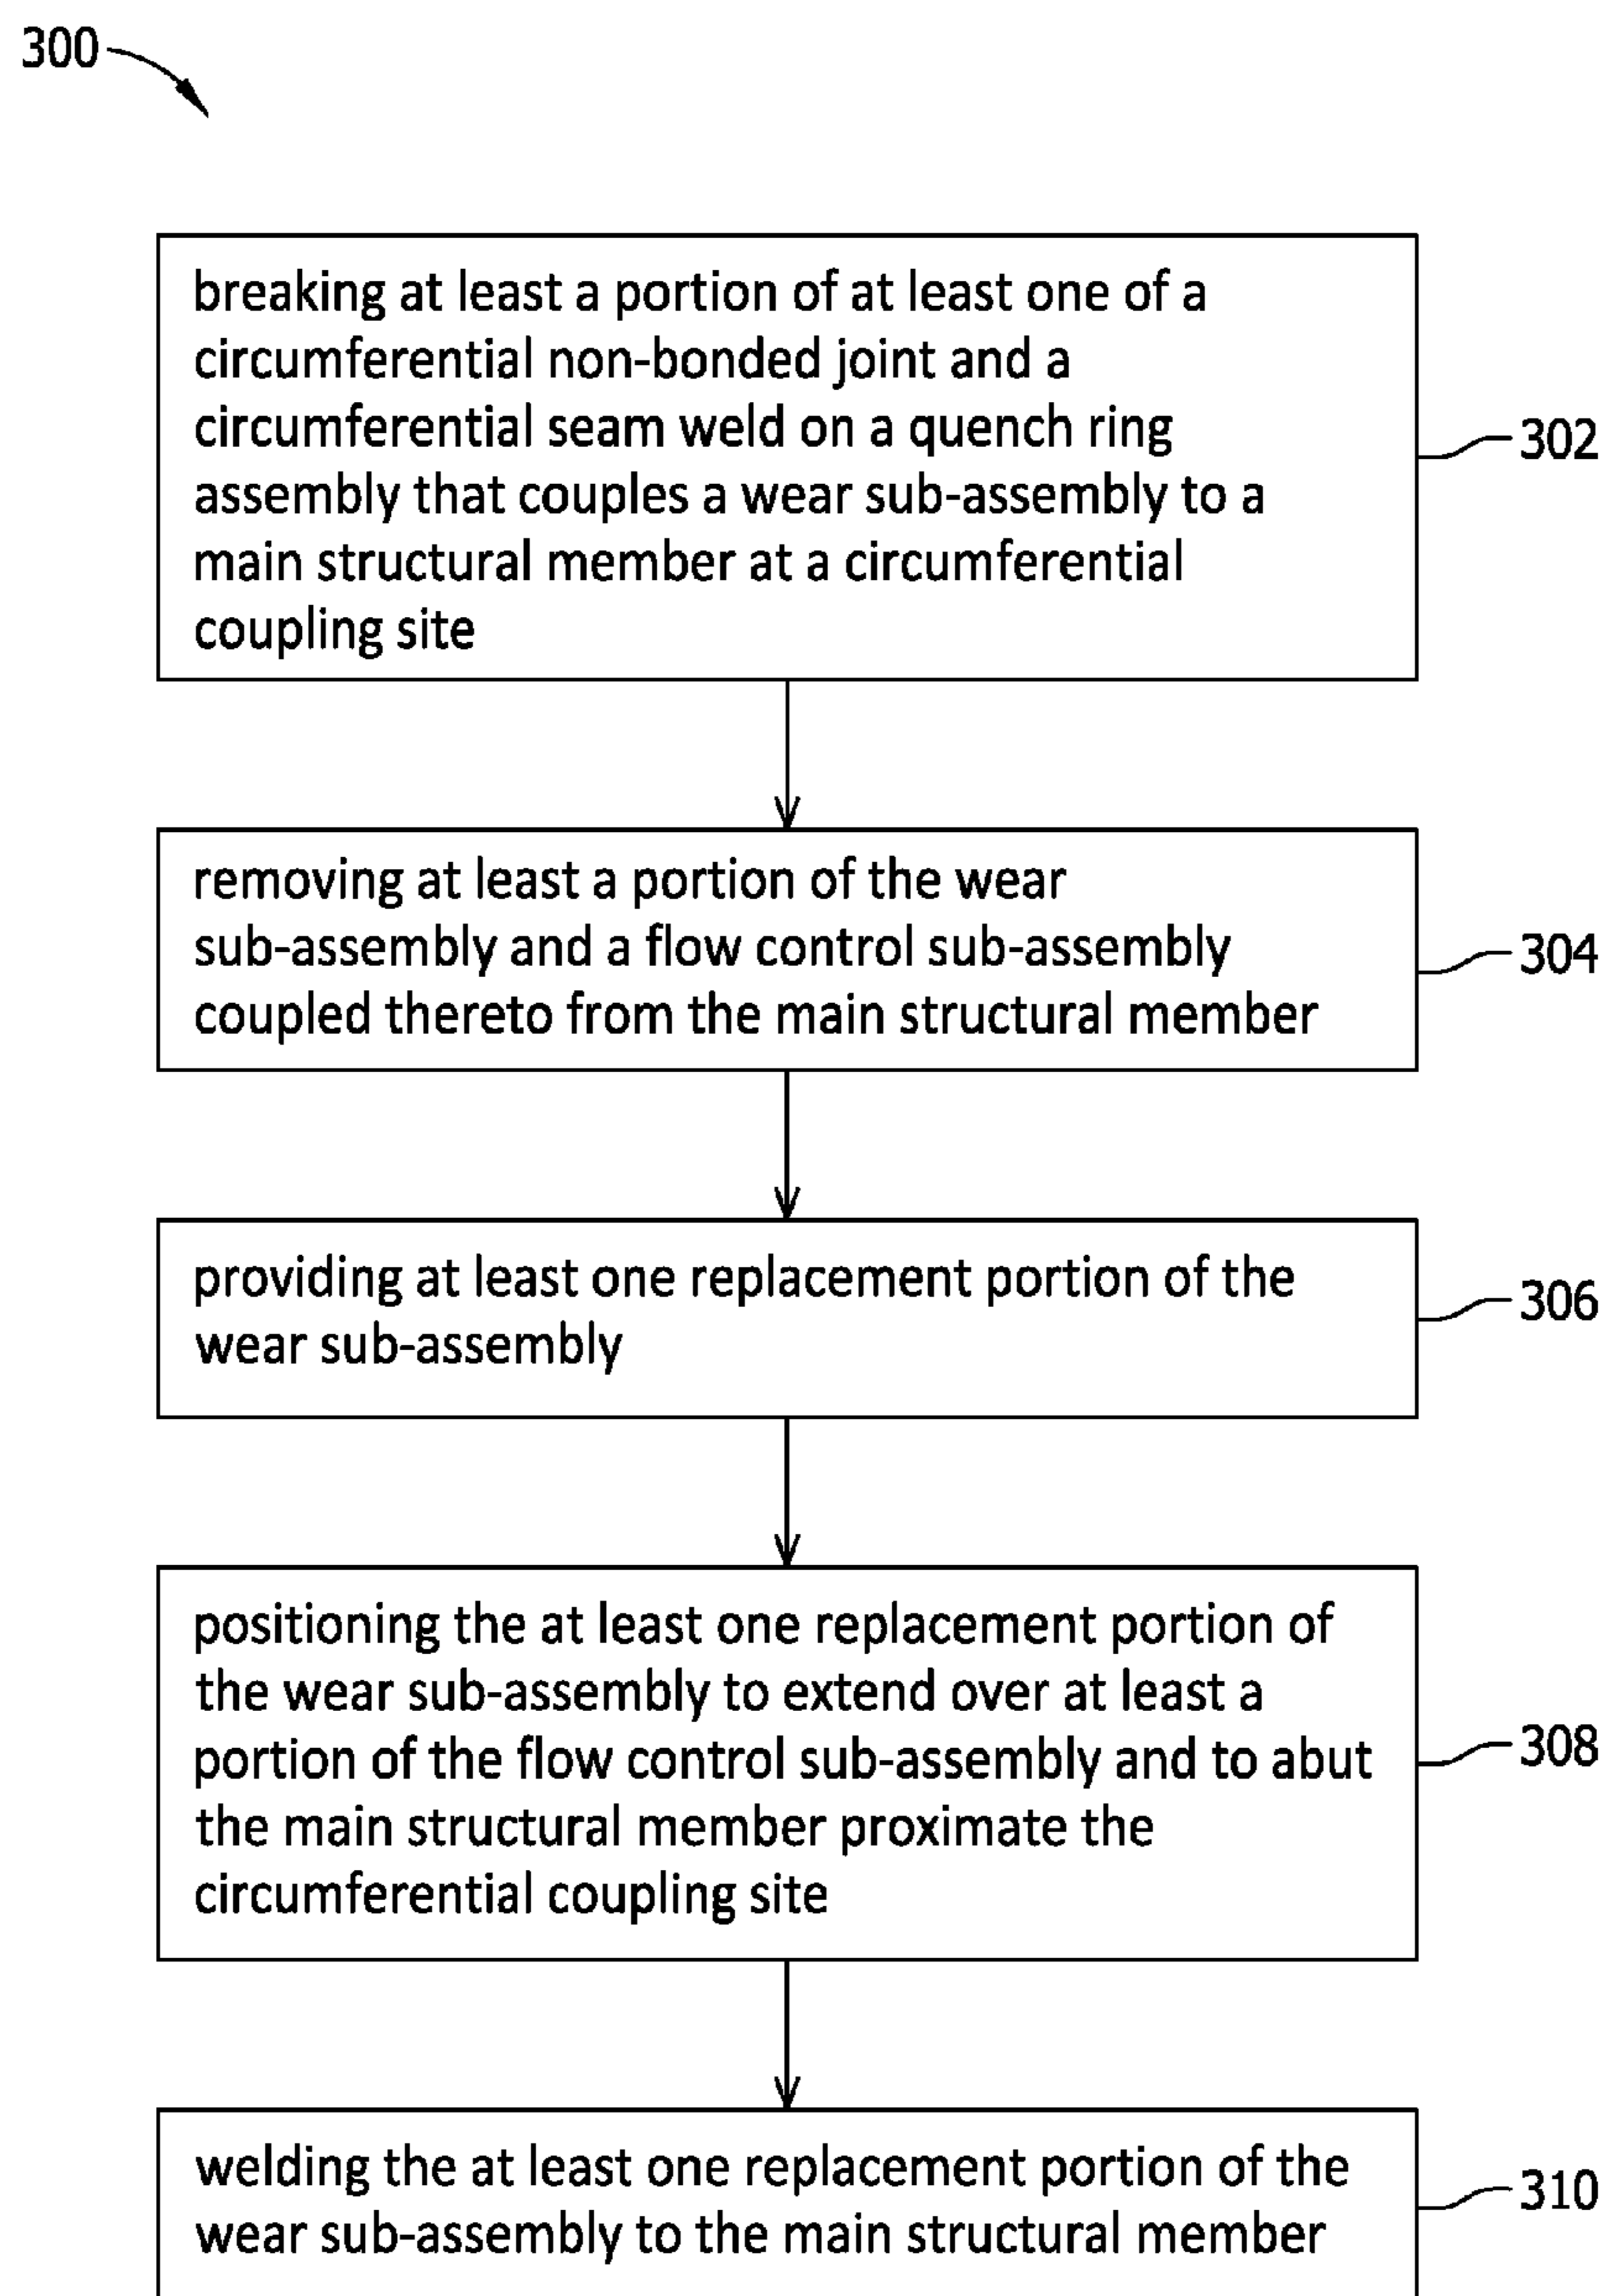 300
breaking at least a portion of at least one of a
circumferential non-bonded joint and a
circumferential seam weld on a quench ring
assembly that couples a wear sub-assembly to a
main structural member at a circumferential
coupling site
302
removing at least a portion of the wear
sub-assembly and a flow control sub-assembly
coupled thereto from the main structural member
304
providing at least one replacement portion of the
wear sub-assembly
306
positioning the at least one replacement portion of
the wear sub-assembly to extend over at least a
portion of the flow control sub-assembly and to abut
the main structural member proximate the
circumferential coupling site
308
welding the at least one replacement portion of the
wear sub-assembly to the main structural member
310